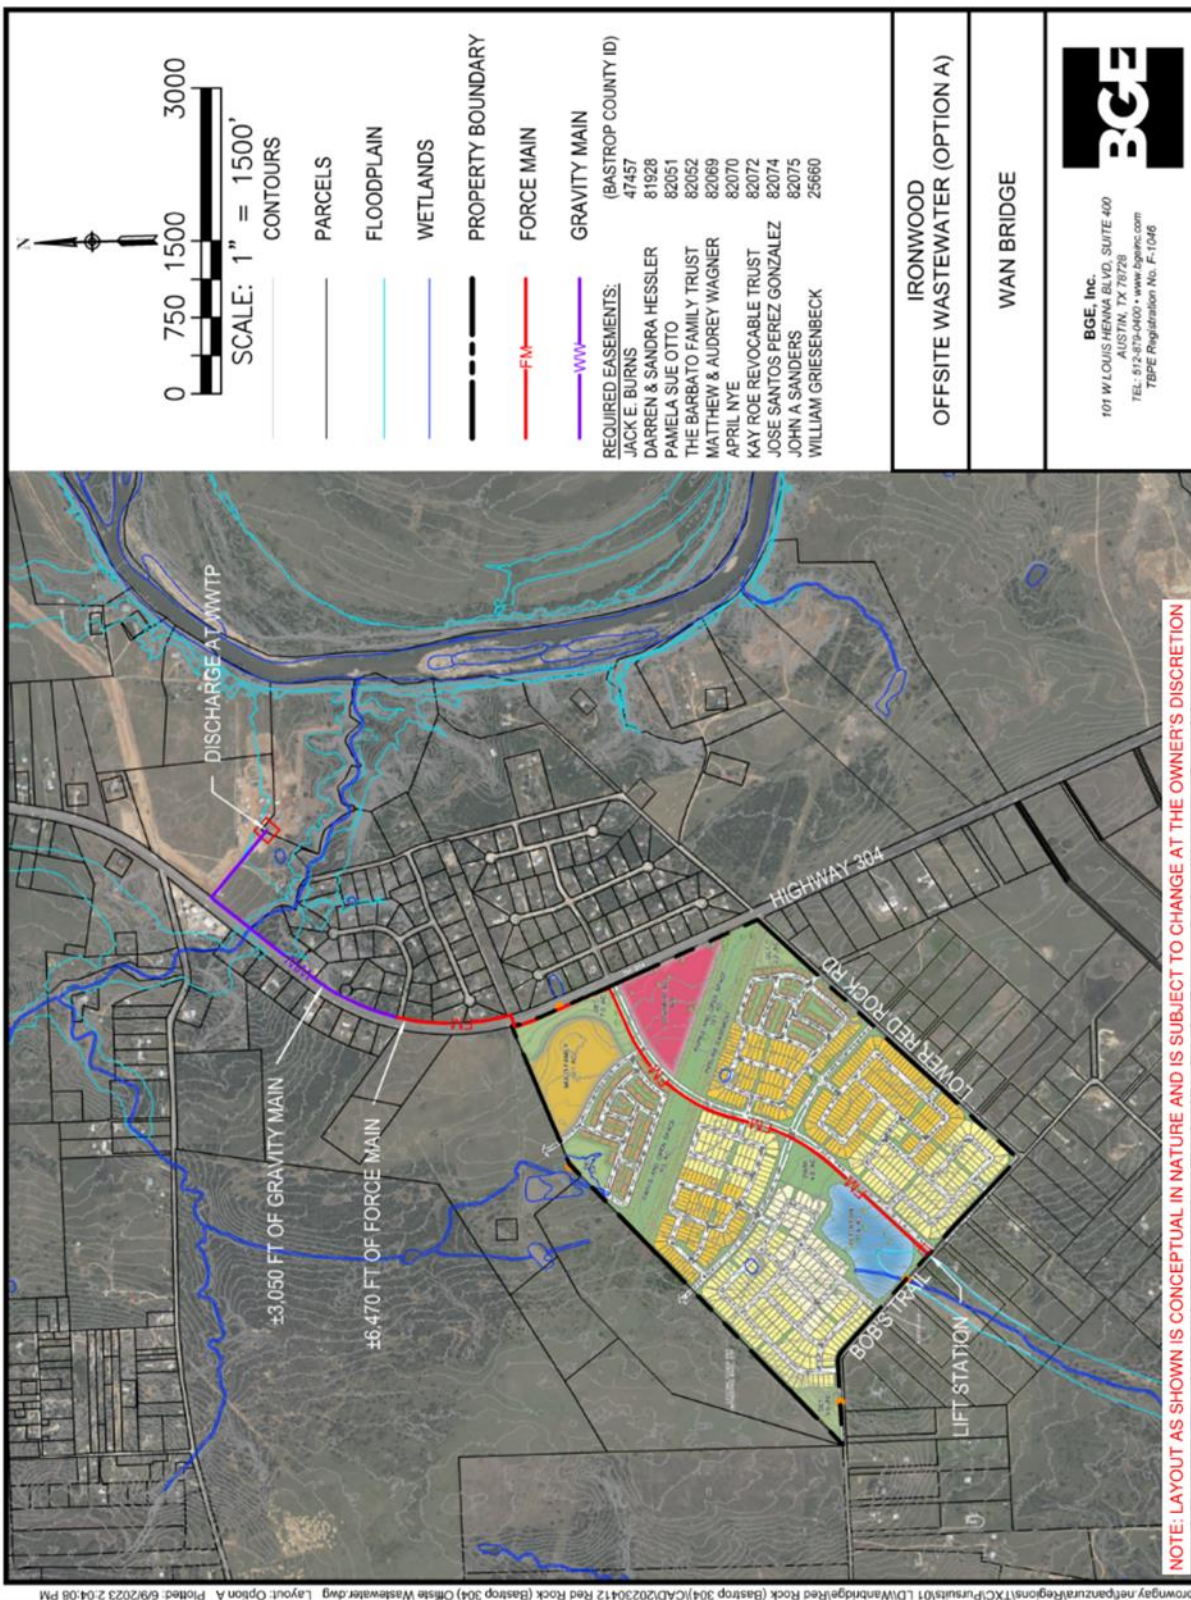 N
0 750 1500 3000
SCALE: 1" = 1500'
CONTOURS
PARCELS
FLOODPLAIN
WETLANDS
PROPERTY BOUNDARY
FM
FORCE MAIN
WW
GRAVITY MAIN
REQUIRED EASEMENTS: (BASTROP COUNTY ID)
JACK E. BURNS 47457
DARREN & SANDRA HESSLER 81928
PAMELA SUE OTTO 82051
THE BARBATO FAMILY TRUST 82052
MATTHEW & AUDREY WAGNER 82069
APRIL NYE 82070
KAY ROE REVOCABLE TRUST 82072
JOSE SANTOS PEREZ GONZALEZ 82074
JOHN A SANDERS 82075
WILLIAM GRIESENBECK 25660
IRONWOOD
OFFSITE WASTEWATER (OPTION A)
WAN BRIDGE
BGE
BGE, Inc.
101 W LOUIS HENNA BLVD, SUITE 400
AUSTIN, TX 78728
TEL: 512-879-0400 • www.bgeinc.com
TBPE Registration No. F-1046
DISCHARGE AT WWTP
±3,050 FT OF GRAVITY MAIN
±6,470 FT OF FORCE MAIN
WW
FM
FM
FM
FM
MULTI-FAMILY
HIGHWAY 304
LOWER RED ROCK RD
BOB'S TRAIL
LIFT STATION
NOTE: LAYOUT AS SHOWN IS CONCEPTUAL IN NATURE AND IS SUBJECT TO CHANGE AT THE OWNER'S DISCRETION
Layout: Option A Plotted: 6/9/2023 2:04:08 PM